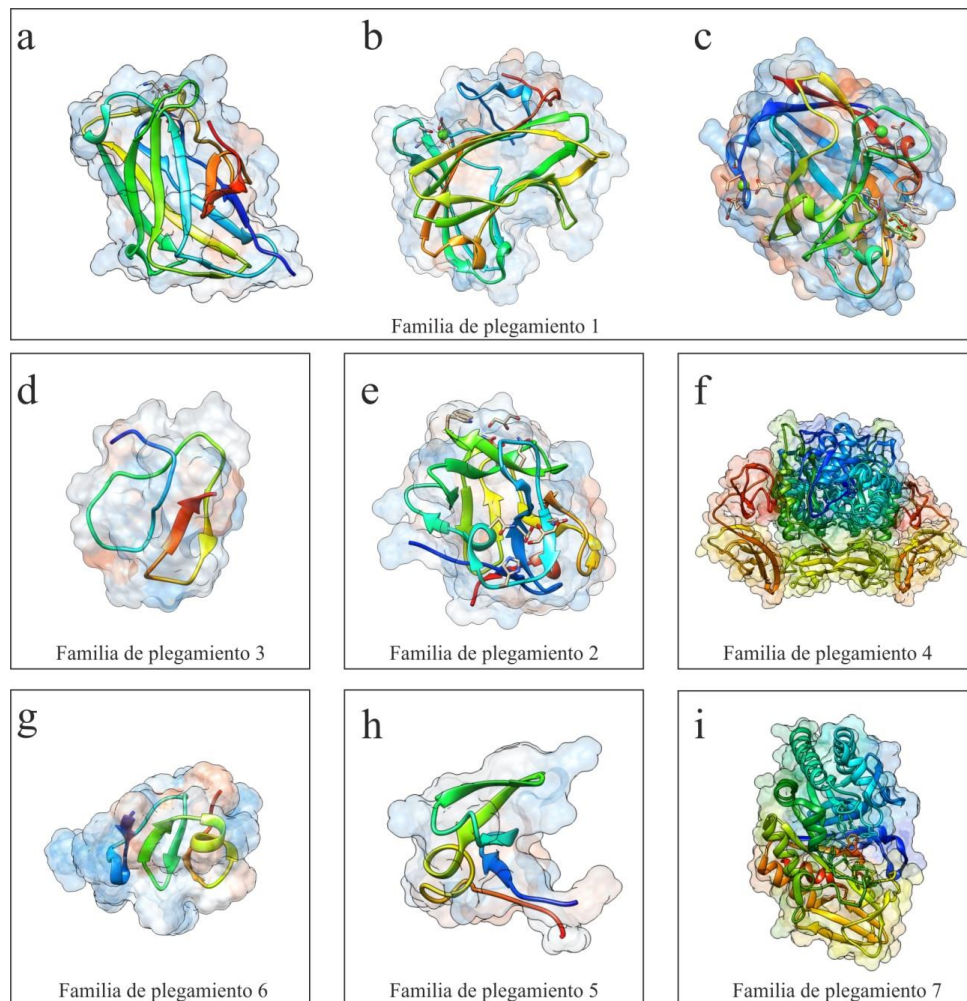 a
b
c
Familia de plegamiento 1
d
e
f
Familia de plegamiento 3
Familia de plegamiento 2
Familia de plegamiento 4
g
h
i
Familia de plegamiento 6
Familia de plegamiento 5
Familia de plegamiento 7